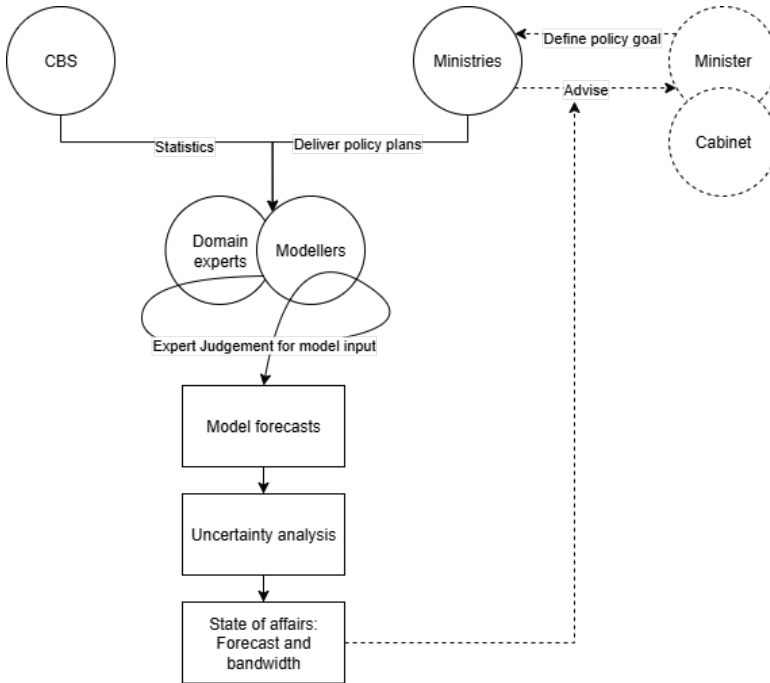 CBS
Ministries
Define policy goal
Minister
Advise
Cabinet
Statistics
Deliver policy plans
Domain
experts
Modellers
Expert Judgement for model input
Model forecasts
Uncertainty analysis
State of affairs:
Forecast and
bandwidth